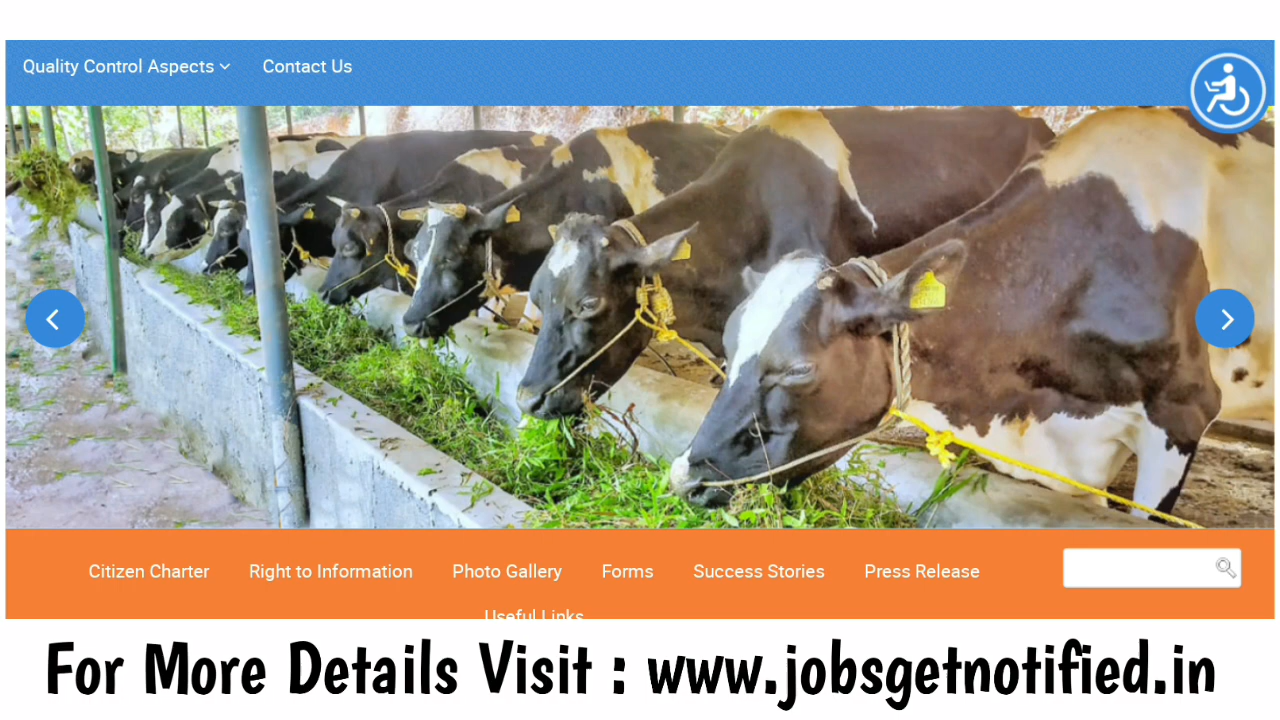 Quality Control Aspects Contact Us
Citizen Charter Right to Information Photo Gallery Forms Success Stories Press Release
Useful Links
For More Details Visit : www.jobsgetnotified.in